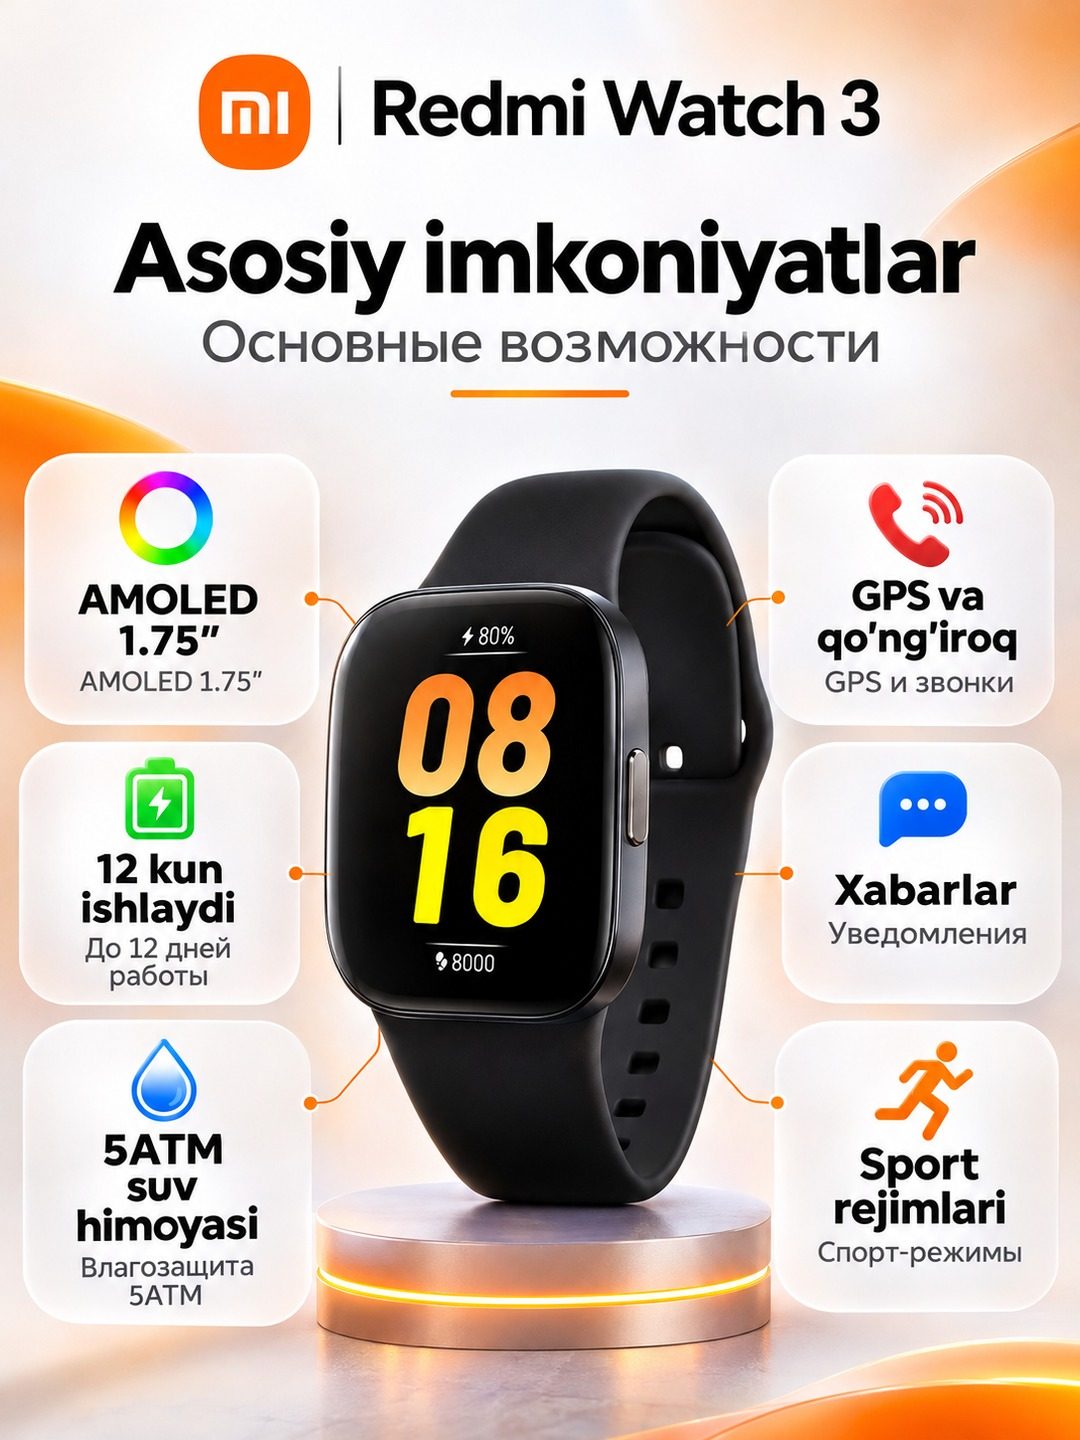 mi
Redmi Watch 3
Asosiy imkoniyatlar
Основные возможности
AMOLED
1.75”
AMOLED 1.75”
12 kun
ishlaydi
До 12 дней
работы
5ATM
suv
himoyasi
Влагозащита
5ATM
80%
08
16
8000
GPS va
qo'ng'iroq
GPS и звонки
Xabarlar
Уведомления
Sport
rejimlari
Спорт-режимы